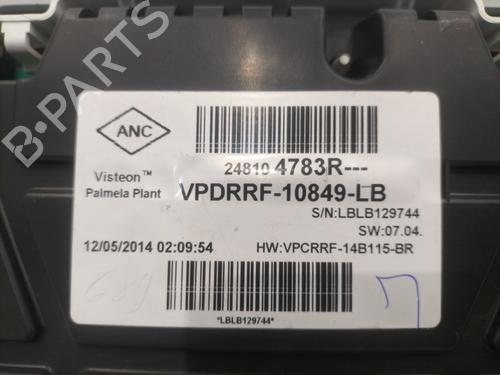 ANC
24810 4783R---
Visteon™
Palmela Plant
VPDRRF-10849-LB
S/N:LBLB129744
SW:07.04.
12/05/2014 02:09:54
HW:VPCRRF-14B115-BR
*LBLB129744*
B-PARTS